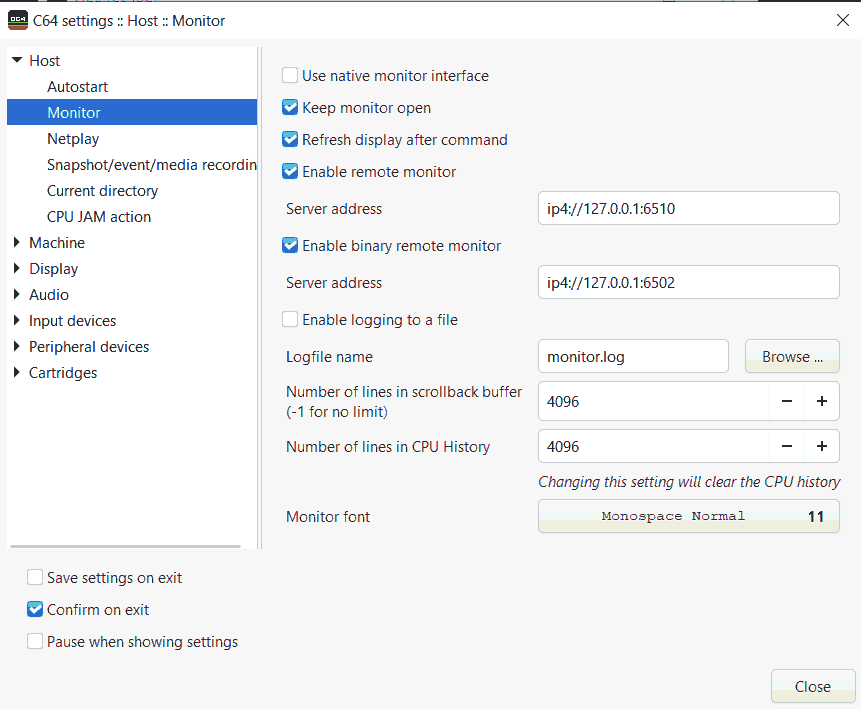 C64 settings :: Host :: Monitor
Host
Autostart
Monitor
Netplay
Snapshot/event/media recordin
Current directory
CPU JAM action
Machine
Display
Audio
Input devices
Peripheral devices
Cartridges
Use native monitor interface
Keep monitor open
Refresh display after command
Enable remote monitor
Server address ip4://127.0.0.1:6510
Enable binary remote monitor
Server address ip4://127.0.0.1:6502
Enable logging to a file
Logfile name monitor.log Browse ...
Number of lines in scrollback buffer
(-1 for no limit) 4096 − +
Number of lines in CPU History 4096 − +
Changing this setting will clear the CPU history
Monitor font Monospace Normal 11
Save settings on exit
Confirm on exit
Pause when showing settings
Close